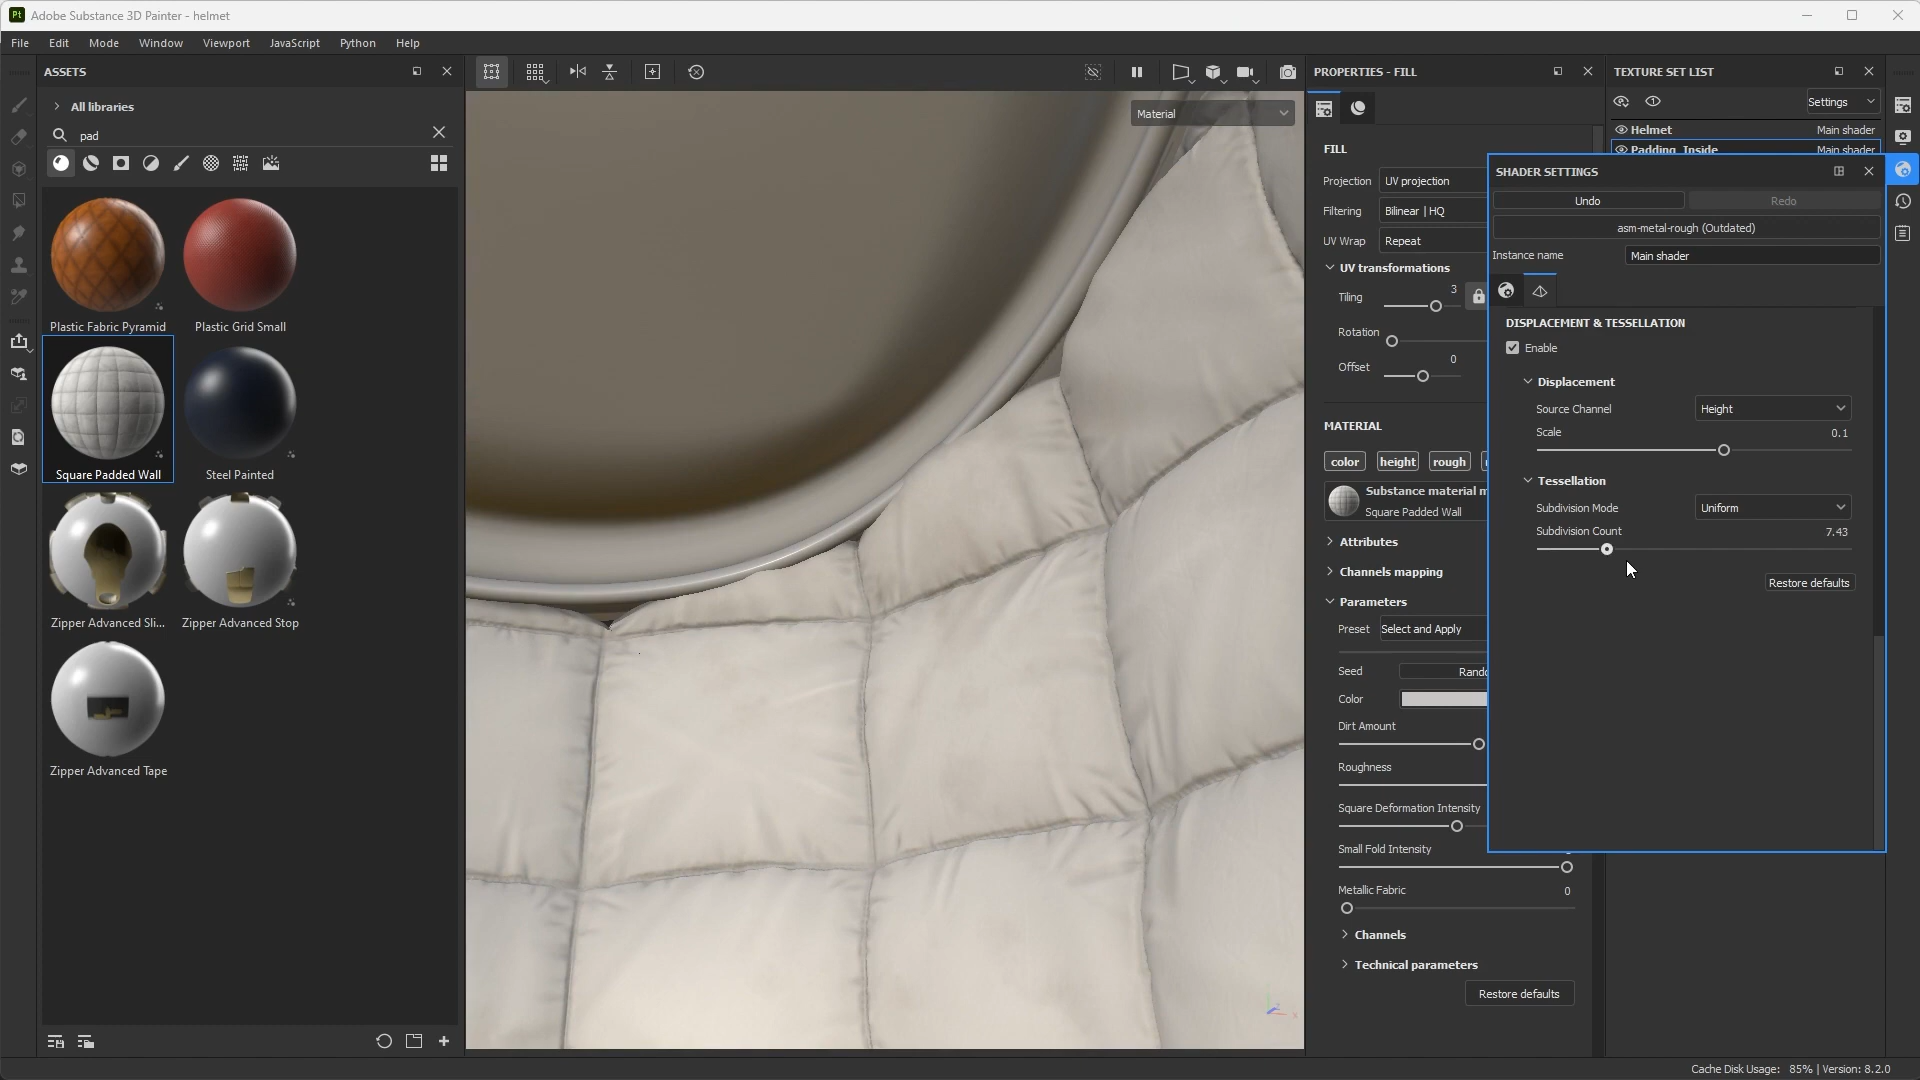 Pt Adobe Substance 3D Painter - helmet
File Edit Mode Window Viewport JavaScript Python Help
ASSETS
All libraries
pad
Plastic Fabric Pyramid
Plastic Grid Small
Square Padded Wall
Steel Painted
Zipper Advanced Sli...
Zipper Advanced Stop
Zipper Advanced Tape
Material
PROPERTIES - FILL
FILL
Projection UV projection
Filtering Bilinear | HQ
UV Wrap Repeat
UV transformations
Tiling 3
Rotation
Offset 0
MATERIAL
color height rough
Substance material m
Square Padded Wall
Attributes
Channels mapping
Parameters
Preset Select and Apply
Seed Rando
Color
Dirt Amount
Roughness
Square Deformation Intensity
Small Fold Intensity
Metallic Fabric 0
Channels
Technical parameters
Restore defaults
TEXTURE SET LIST
Settings
Helmet Main shader
Padding_Inside Main shader
SHADER SETTINGS
Undo Redo
asm-metal-rough (Outdated)
Instance name Main shader
DISPLACEMENT & TESSELLATION
Enable
Displacement
Source Channel Height
Scale 0.1
Tessellation
Subdivision Mode Uniform
Subdivision Count 7.43
Restore defaults
Cache Disk Usage: 85% | Version: 8.2.0